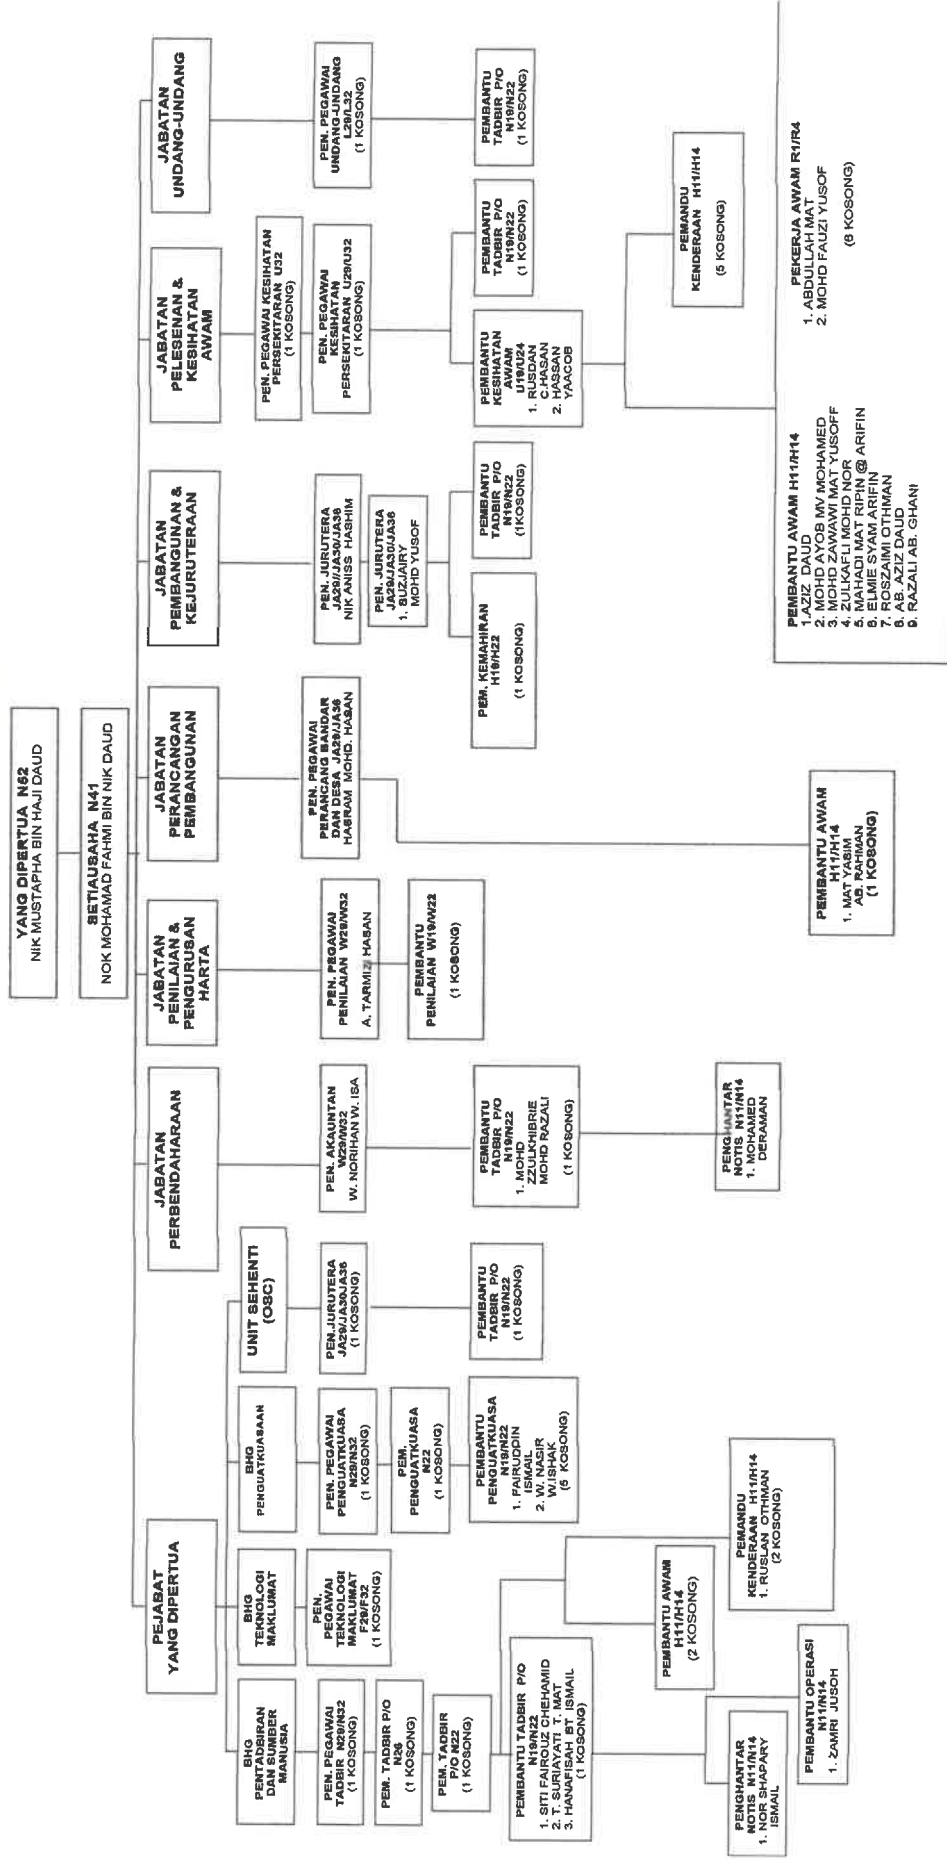 YANG DIPERTUA N52
NIK MUSTAPHA BIN HAJI DAUD
SETIAUSAHA N41
NOK MOHAMAD FAHMI BIN NIK DAUD
PEJABAT
YANG DIPERTUA
JABATAN
PERBENDAHARAAN
JABATAN
PENILAIAN &
PENGURUSAN
HARTA
JABATAN
PERANCANGAN
PEMBANGUNAN
JABATAN
PEMBANGUNAN &
KEJURUTERAAN
JABATAN
PELESENAN &
KESIHATAN
AWAM
JABATAN
UNDANG-UNDANG
BHG
PENTADBIRAN
DAN SUMBER
MANUSIA
BHG
TEKNOLOGI
MAKLUMAT
BHG
PENGUATKUASAAN
UNIT SEHENTI
(OSC)
PEN. PEGAWAI
TADBIR N29/N32
(1 KOSONG)
PEM. TADBIR P/O
N26
(1 KOSONG)
PEM. TADBIR
P/O N22
(1 KOSONG)
PEMBANTU TADBIR P/O
N19/N22
1. SITI FAIROUZ CHEHAMID
2. T. SURIAYATI T. MAT
3. HANAFISAH BT ISMAIL
(1 KOSONG)
PENGHANTAR
NOTIS N11/N14
1. NOR SHAPARY
ISMAIL
PEMBANTU OPERASI
N11/N14
1. ZAMRI JUSOH
PEMBANTU AWAM
H11/H14
(2 KOSONG)
PEMANDU
KENDERAAN H11/H14
1. RUSLAN OTHMAN
(2 KOSONG)
PEN.
PEGAWAI
TEKNOLOGI
MAKLUMAT
F29/F32
(1 KOSONG)
PEN. PEGAWAI
PENGUATKUASA
N29/N32
(1 KOSONG)
PEM.
PENGUATKUASA
N22
(1 KOSONG)
PEMBANTU
PENGUATKUASA
N19/N22
1. PAIRUDDIN
ISMAIL
2. W. NASIR
W.ISHAK
(5 KOSONG)
PEN.JURUTERA
JA29/JA30JA36
(1 KOSONG)
PEMBANTU
TADBIR P/O
N19/N22
(1 KOSONG)
PEN. AKAUNTAN
W29/W32
W. NORIHAN W. ISA
PEMBANTU
TADBIR P/O
N19/N22
1. MOHD
ZZULKHIBRIE
MOHD RAZALI
(1 KOSONG)
PENGHANTAR
NOTIS N11/N14
1. MOHAMED
DERAMAN
PEN. PEGAWAI
PENILAIAN W29/W32
A. TARMIZI HASAN
PEMBANTU
PENILAIAN W19/W22
(1 KOSONG)
PEN. PEGAWAI
PERANCANG BANDAR
DAN DESA JA29/JA36
HASRAM MOHD. HASAN
PEMBANTU AWAM
H11/H14
1. MAT YASIM
AB. RAHMAN
(1 KOSONG)
PEN. JURUTERA
JA29//JA30/JA36
NIK ANISS HASHIM
PEN. JURUTERA
JA29/JA30/JA36
1. SUZJAIRY
MOHD YUSOF
PEM. KEMAHIRAN
H19/H22
(1 KOSONG)
PEMBANTU
TADBIR P/O
N19/N22
(1KOSONG)
PEN. PEGAWAI KESIHATAN
PERSEKITARAN U32
(1 KOSONG)
PEN. PEGAWAI
KESIHATAN
PERSEKITARAN U29/U32
(1 KOSONG)
PEMBANTU
KESIHATAN
AWAM
U19/U24
1. RUSDAN
C.HASAN
2. HASSAN
YAACOB
PEMBANTU
TADBIR P/O
N19/N22
(1 KOSONG)
PEMANDU
KENDERAAN H11/H14
(5 KOSONG)
PEMBANTU AWAM H11/H14
1.AZIZ DAUD
2. MOHD AYOB MV MOHAMED
3. MOHD ZAWAWI MAT YUSOFF
4. ZULKAFLI MOHD NOR
5. MAHADI MAT RIPIN @ ARIFIN
6. ELMIE SYAM ARIFIN
7. ROSZAIMI OTHMAN
8. AB. AZIZ DAUD
9. RAZALI AB. GHANI
PEKERJA AWAM R1/R4
1. ABDULLAH MAT
2. MOHD FAUZI YUSOF
(6 KOSONG)
PEN. PEGAWAI
UNDANG-UNDANG
L29/L32
(1 KOSONG)
PEMBANTU
TADBIR P/O
N19/N22
(1 KOSONG)